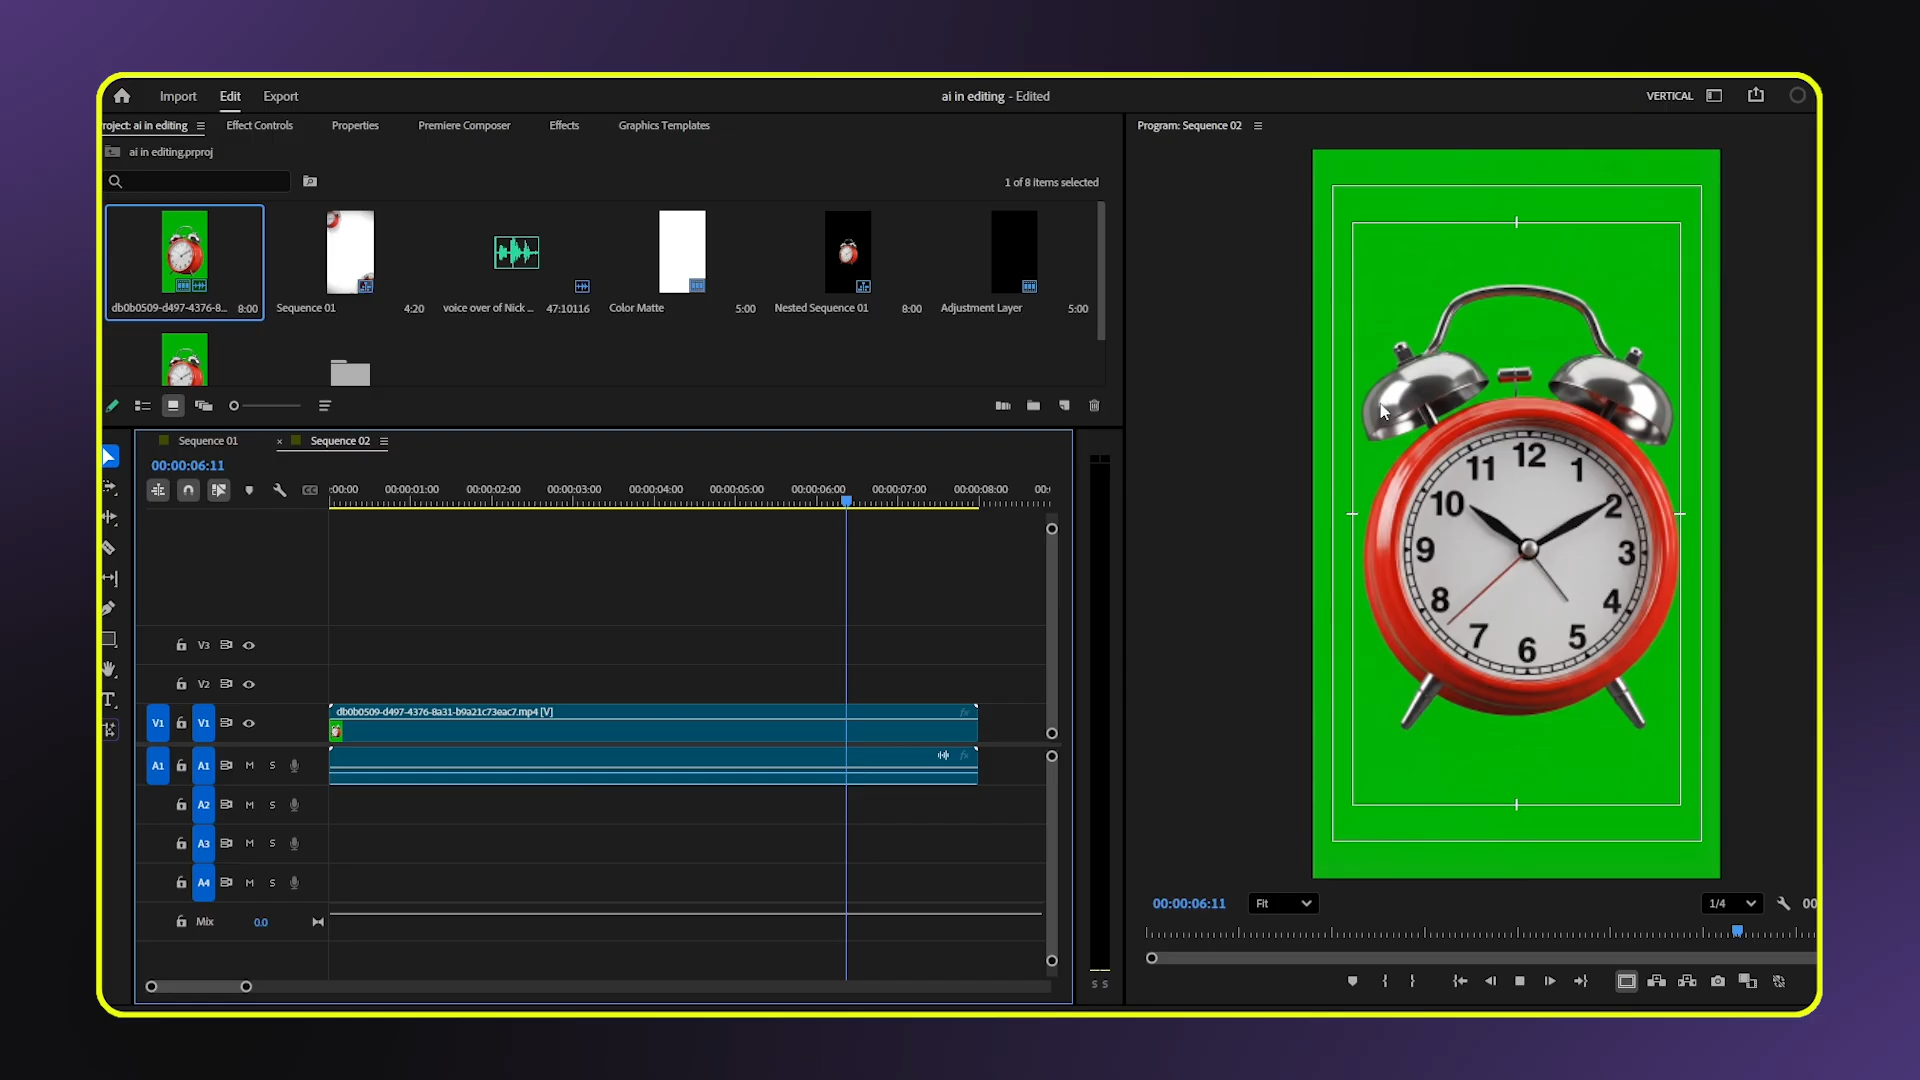 Import Edit Export ai in editing - Edited VERTICAL
roject: ai in editing Effect Controls Properties Premiere Composer Effects Graphics Templates Program: Sequence 02
ai in editing.prproj
1 of 8 items selected
db0b0509-d497-4376-8... 8:00 Sequence 01 4:20 voice over of Nick ... 47:10116 Color Matte 5:00 Nested Sequence 01 8:00 Adjustment Layer 5:00
Sequence 01 × Sequence 02
00:00:06:11
CC :00:00 00:00:01:00 00:00:02:00 00:00:03:00 00:00:04:00 00:00:05:00 00:00:06:00 00:00:07:00 00:00:08:00 00:
V3
V2
V1 V1 db0b0509-d497-4376-8a31-b9a21c73eac7.mp4 [V] fx
A1 A1 M S fx
A2 M S
A3 M S
A4 M S
Mix 0.0
S S
12
11 1
10 2
9 3
8 4
7 5
6
00:00:06:11 Fit 1/4 00